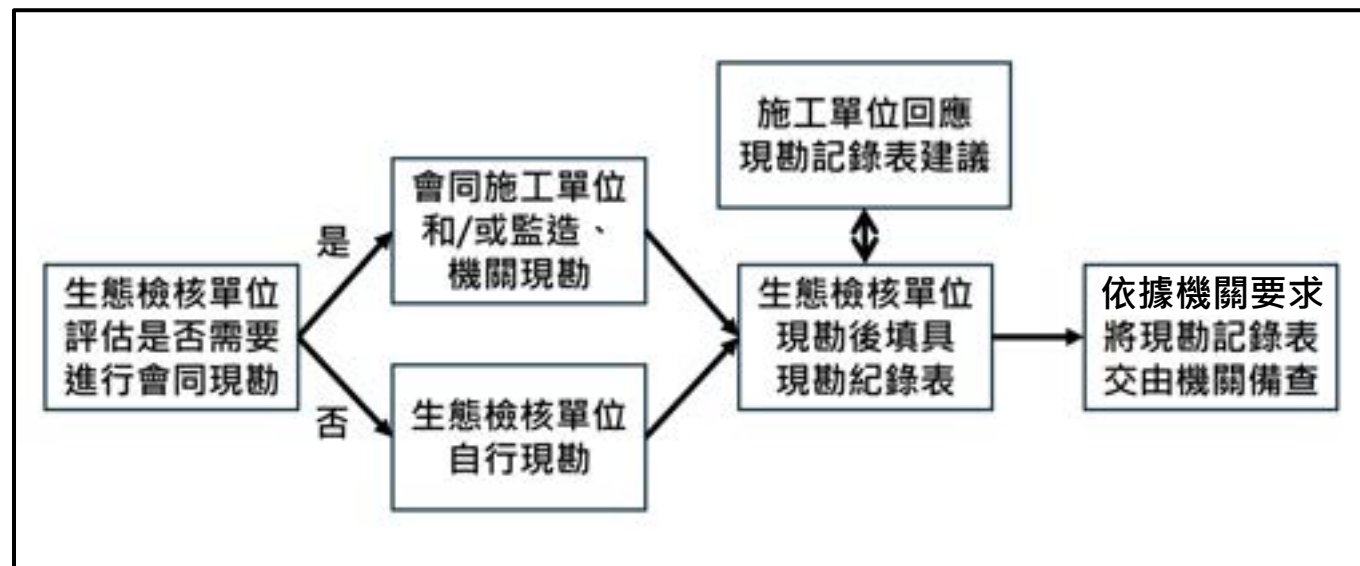 生態檢核單位
評估是否需要
進行會同現勘
是
否
會同施工單位
和/或監造、
機關現勘
生態檢核單位
自行現勘
施工單位回應
現勘記錄表建議
生態檢核單位
現勘後填具
現勘紀錄表
依據機關要求
將現勘記錄表
交由機關備查